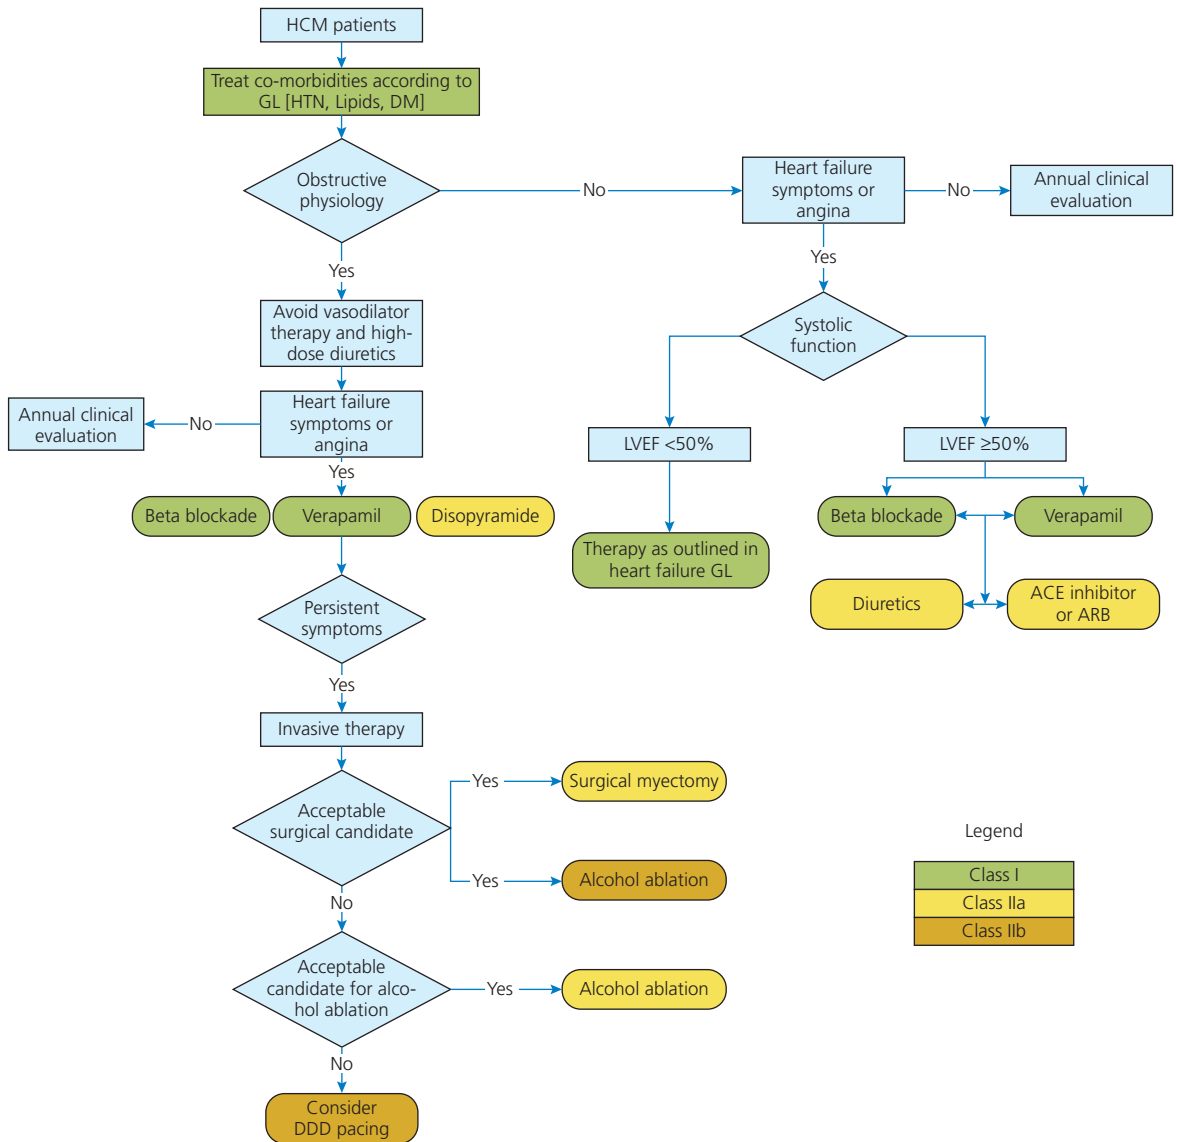 HCM patients
Treat co-morbidities according to
GL [HTN, Lipids, DM]
Obstructive
physiology
No
Heart failure
symptoms or
angina
No
Annual clinical
evaluation
Yes
Yes
Avoid vasodilator
therapy and high-
dose diuretics
Systolic
function
Annual clinical
evaluation
No
Heart failure
symptoms or
angina
LVEF <50%
LVEF ≥50%
Yes
Beta blockade
Verapamil
Disopyramide
Beta blockade
Verapamil
Therapy as outlined in
heart failure GL
Persistent
symptoms
Diuretics
ACE inhibitor
or ARB
Yes
Invasive therapy
Acceptable
surgical candidate
Yes
Surgical myectomy
Yes
Alcohol ablation
Legend
Class I
Class IIa
Class IIb
No
Acceptable
candidate for alco-
hol ablation
Yes
Alcohol ablation
No
Consider
DDD pacing